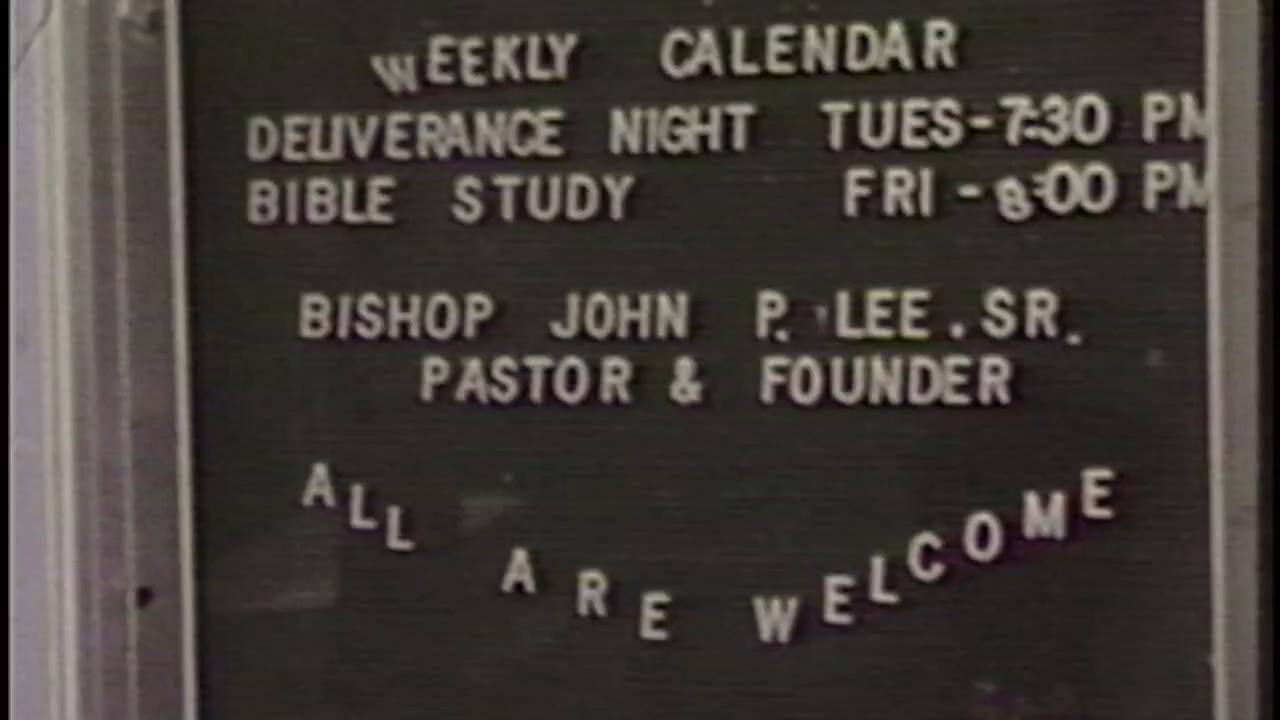 WEEKLY CALENDAR
DELIVERANCE NIGHT TUES-7:30 PM
BIBLE STUDY FRI-8:00 PM
BISHOP JOHN P. LEE. SR.
PASTOR & FOUNDER
ALL ARE WELCOME